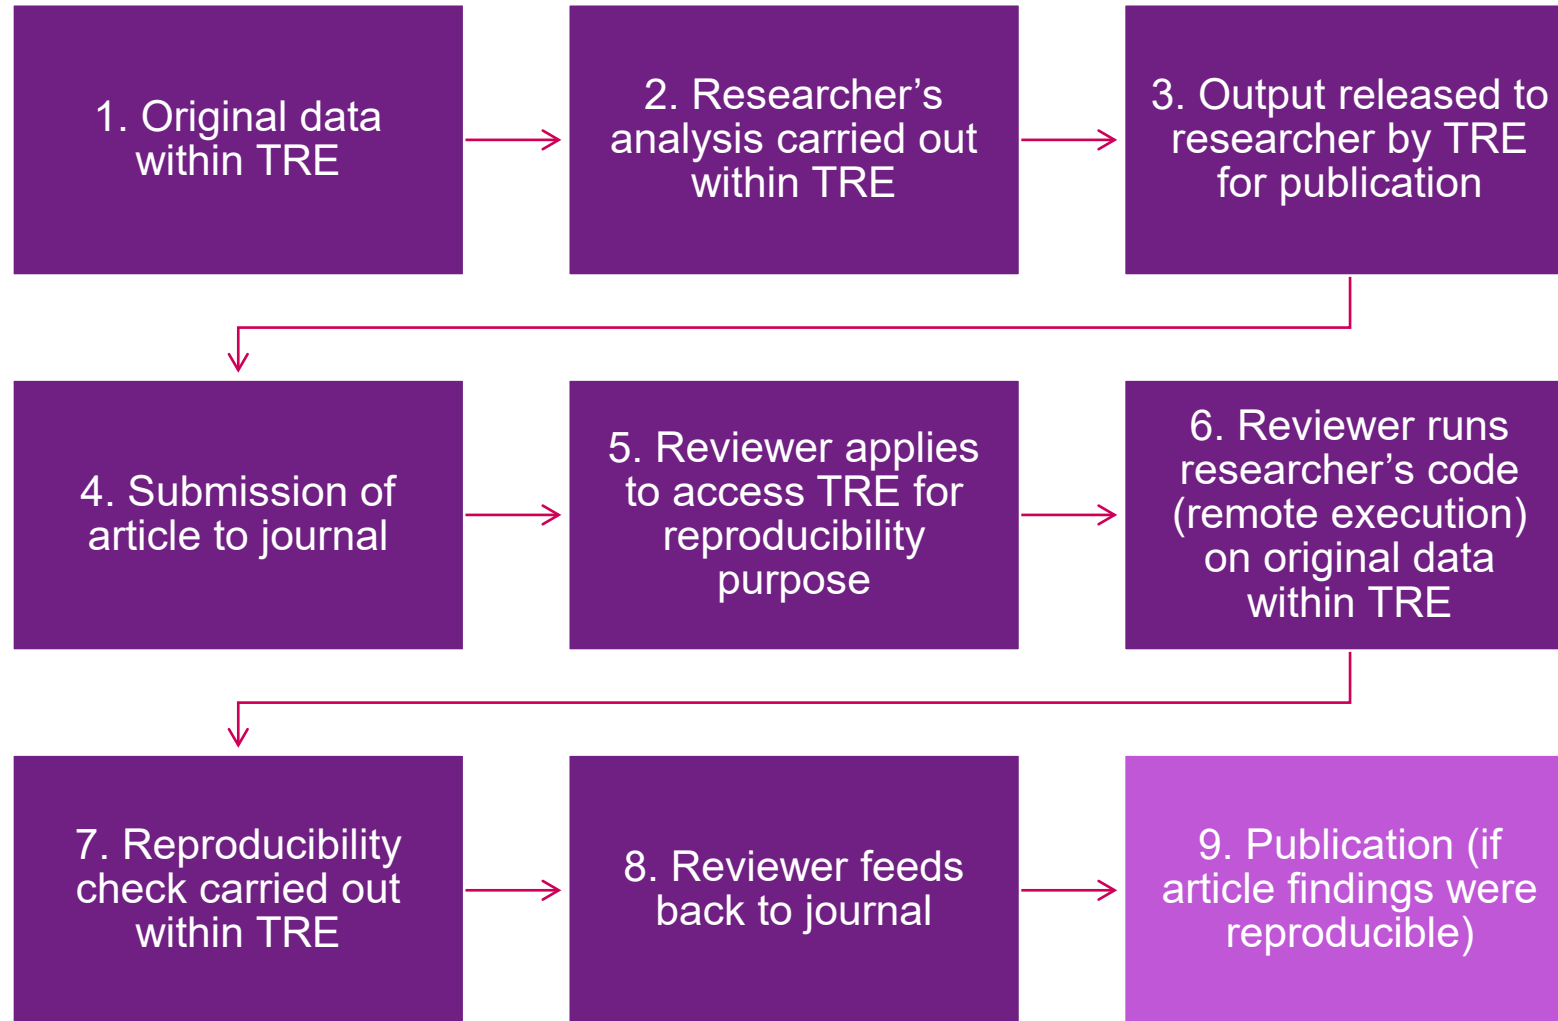 1. Original data
within TRE
2. Researcher’s
analysis carried out
within TRE
3. Output released to
researcher by TRE
for publication
4. Submission of
article to journal
5. Reviewer applies
to access TRE for
reproducibility
purpose
6. Reviewer runs
researcher’s code
(remote execution)
on original data
within TRE
7. Reproducibility
check carried out
within TRE
8. Reviewer feeds
back to journal
9. Publication (if
article findings were
reproducible)